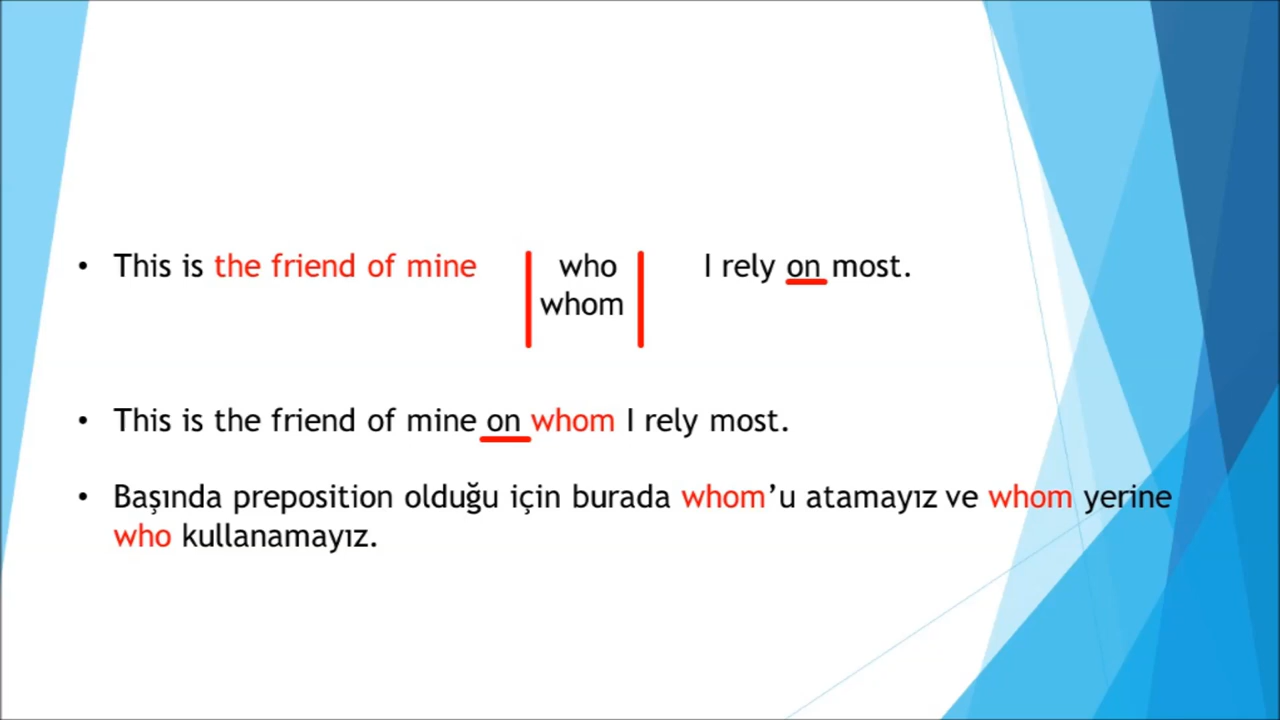 • This is the friend of mine who I rely on most.
whom
• This is the friend of mine on whom I rely most.
• Başında preposition olduğu için burada whom’u atamayız ve whom yerine
who kullanamayız.